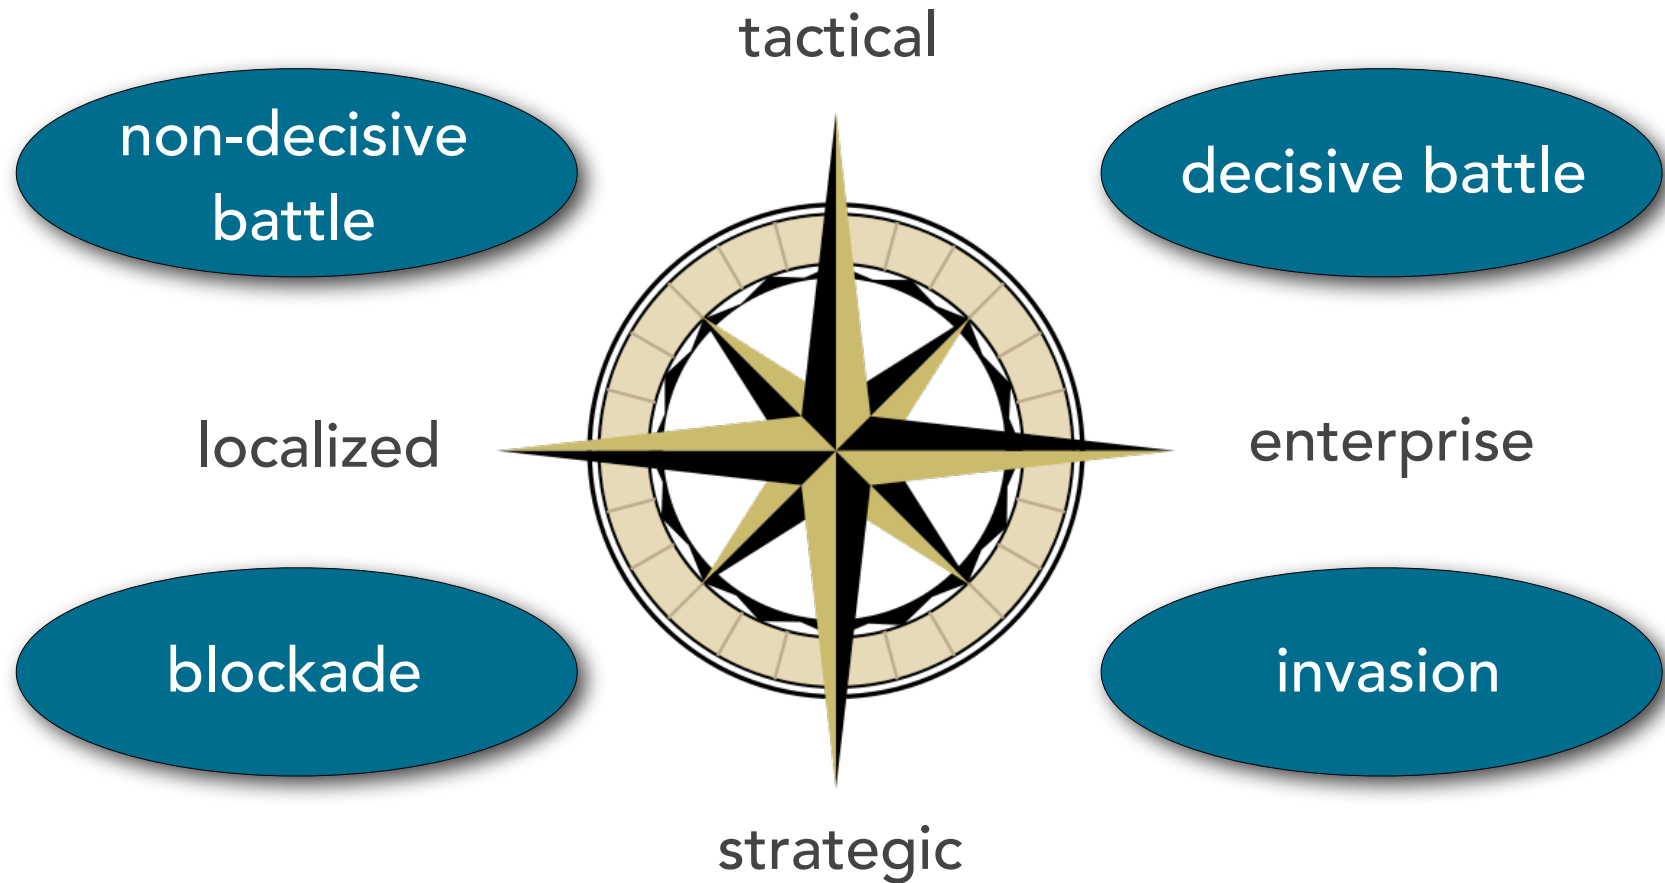 tactical
non-decisive
battle
decisive battle
localized
enterprise
blockade
invasion
strategic